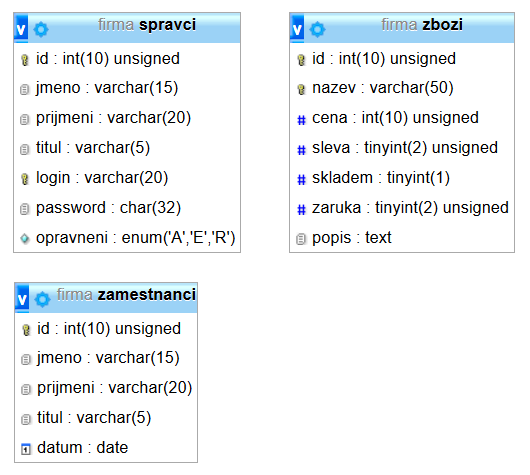 v firma spravci
id : int(10) unsigned
jmeno : varchar(15)
prijmeni : varchar(20)
titul : varchar(5)
login : varchar(20)
password : char(32)
opravneni : enum('A','E','R')
v firma zbozi
id : int(10) unsigned
nazev : varchar(50)
# cena : int(10) unsigned
# sleva : tinyint(2) unsigned
# skladem : tinyint(1)
# zaruka : tinyint(2) unsigned
popis : text
v firma zamestnanci
id : int(10) unsigned
jmeno : varchar(15)
prijmeni : varchar(20)
titul : varchar(5)
datum : date